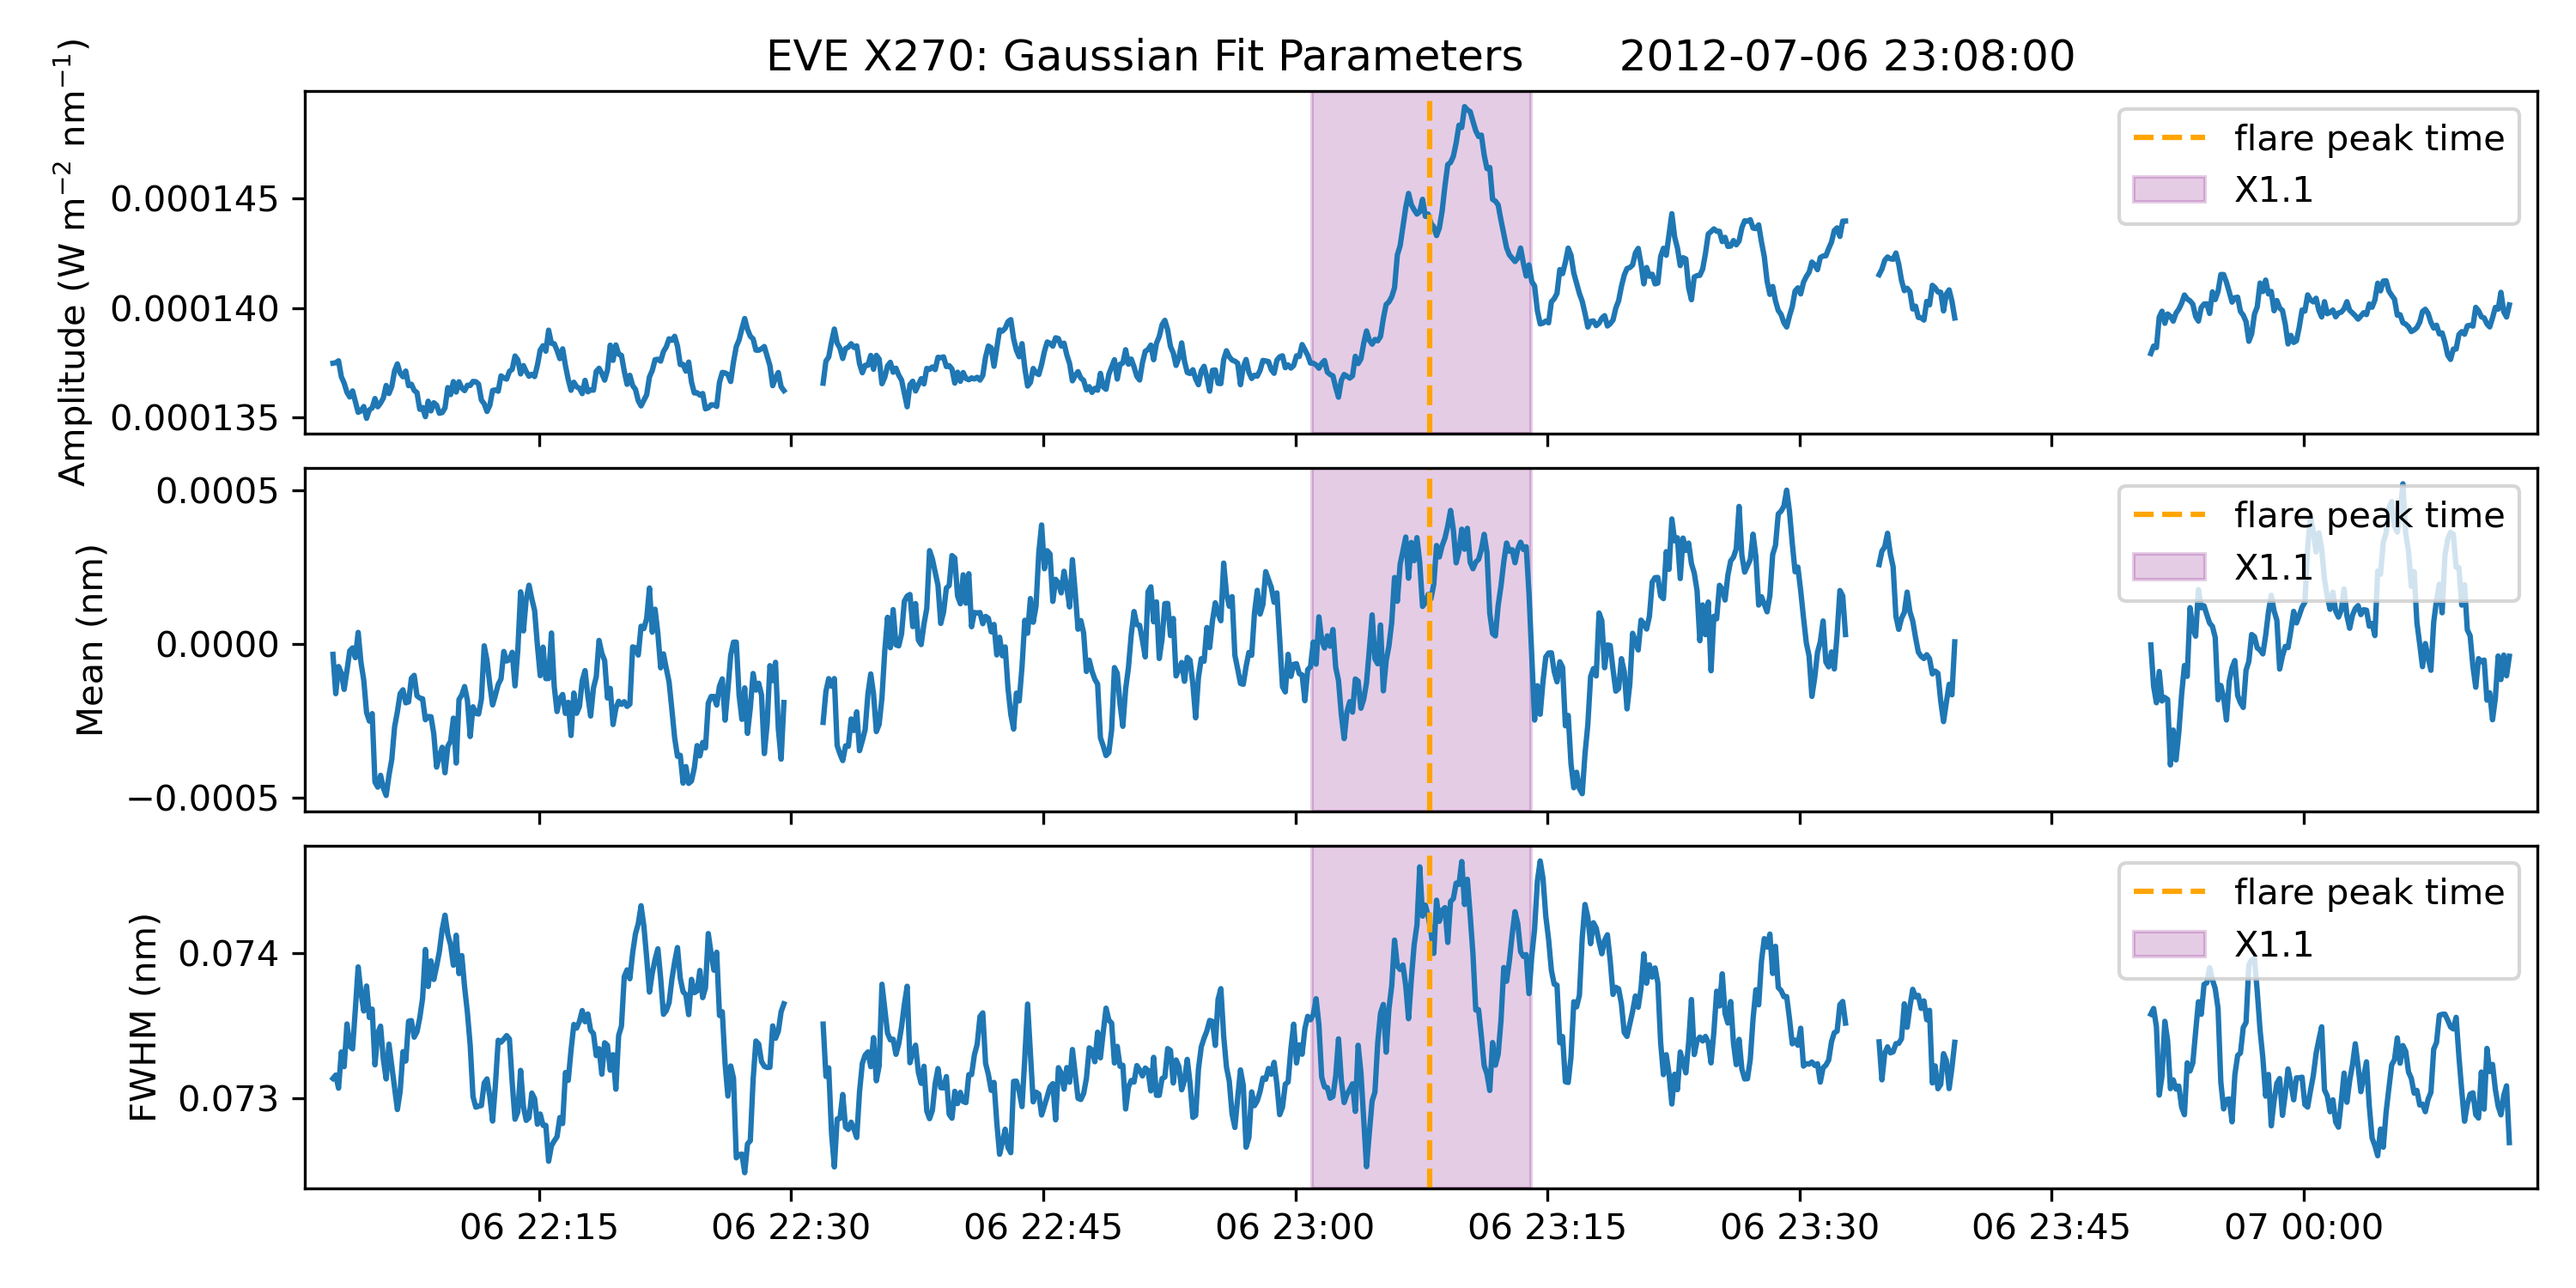 EVE X270: Gaussian Fit Parameters 2012-07-06 23:08:00
Amplitude (W m⁻² nm⁻¹)
0.000145
0.000140
0.000135
flare peak time
X1.1
Mean (nm)
0.0005
0.0000
−0.0005
flare peak time
X1.1
FWHM (nm)
0.074
0.073
flare peak time
X1.1
06 22:15 06 22:30 06 22:45 06 23:00 06 23:15 06 23:30 06 23:45 07 00:00